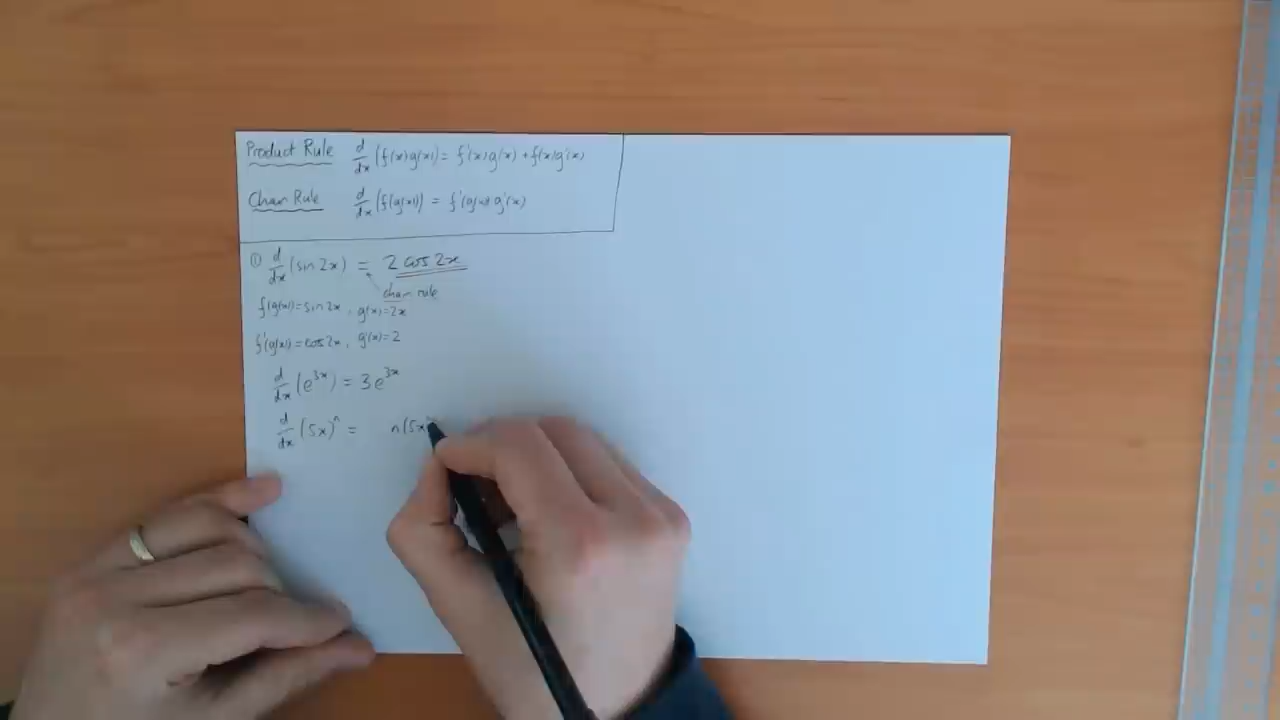 Product Rule d/dx (f(x)g(x)) = f'(x)g(x) + f(x)g'(x)
Chain Rule d/dx (f(g(x))) = f'(g(x)) g'(x)
① d/dx (sin 2x) = 2 cos 2x
chain rule
f(g(x)) = sin 2x, g(x) = 2x
f'(g(x)) = cos 2x, g'(x) = 2
d/dx (e^3x) = 3e^3x
d/dx (5x)^n = n(5x